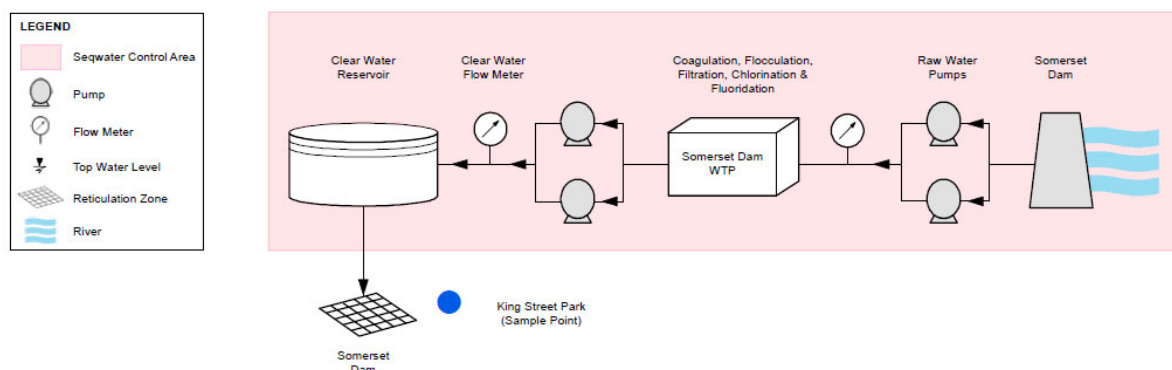 LEGEND
Seqwater Control Area
Pump
Flow Meter
Top Water Level
Reticulation Zone
River
Clear Water
Reservoir
Clear Water
Flow Meter
Coagulation, Flocculation,
Filtration, Chlorination &
Fluoridation
Raw Water
Pumps
Somerset
Dam
Somerset Dam
WTP
King Street Park
(Sample Point)
Somerset
Dam